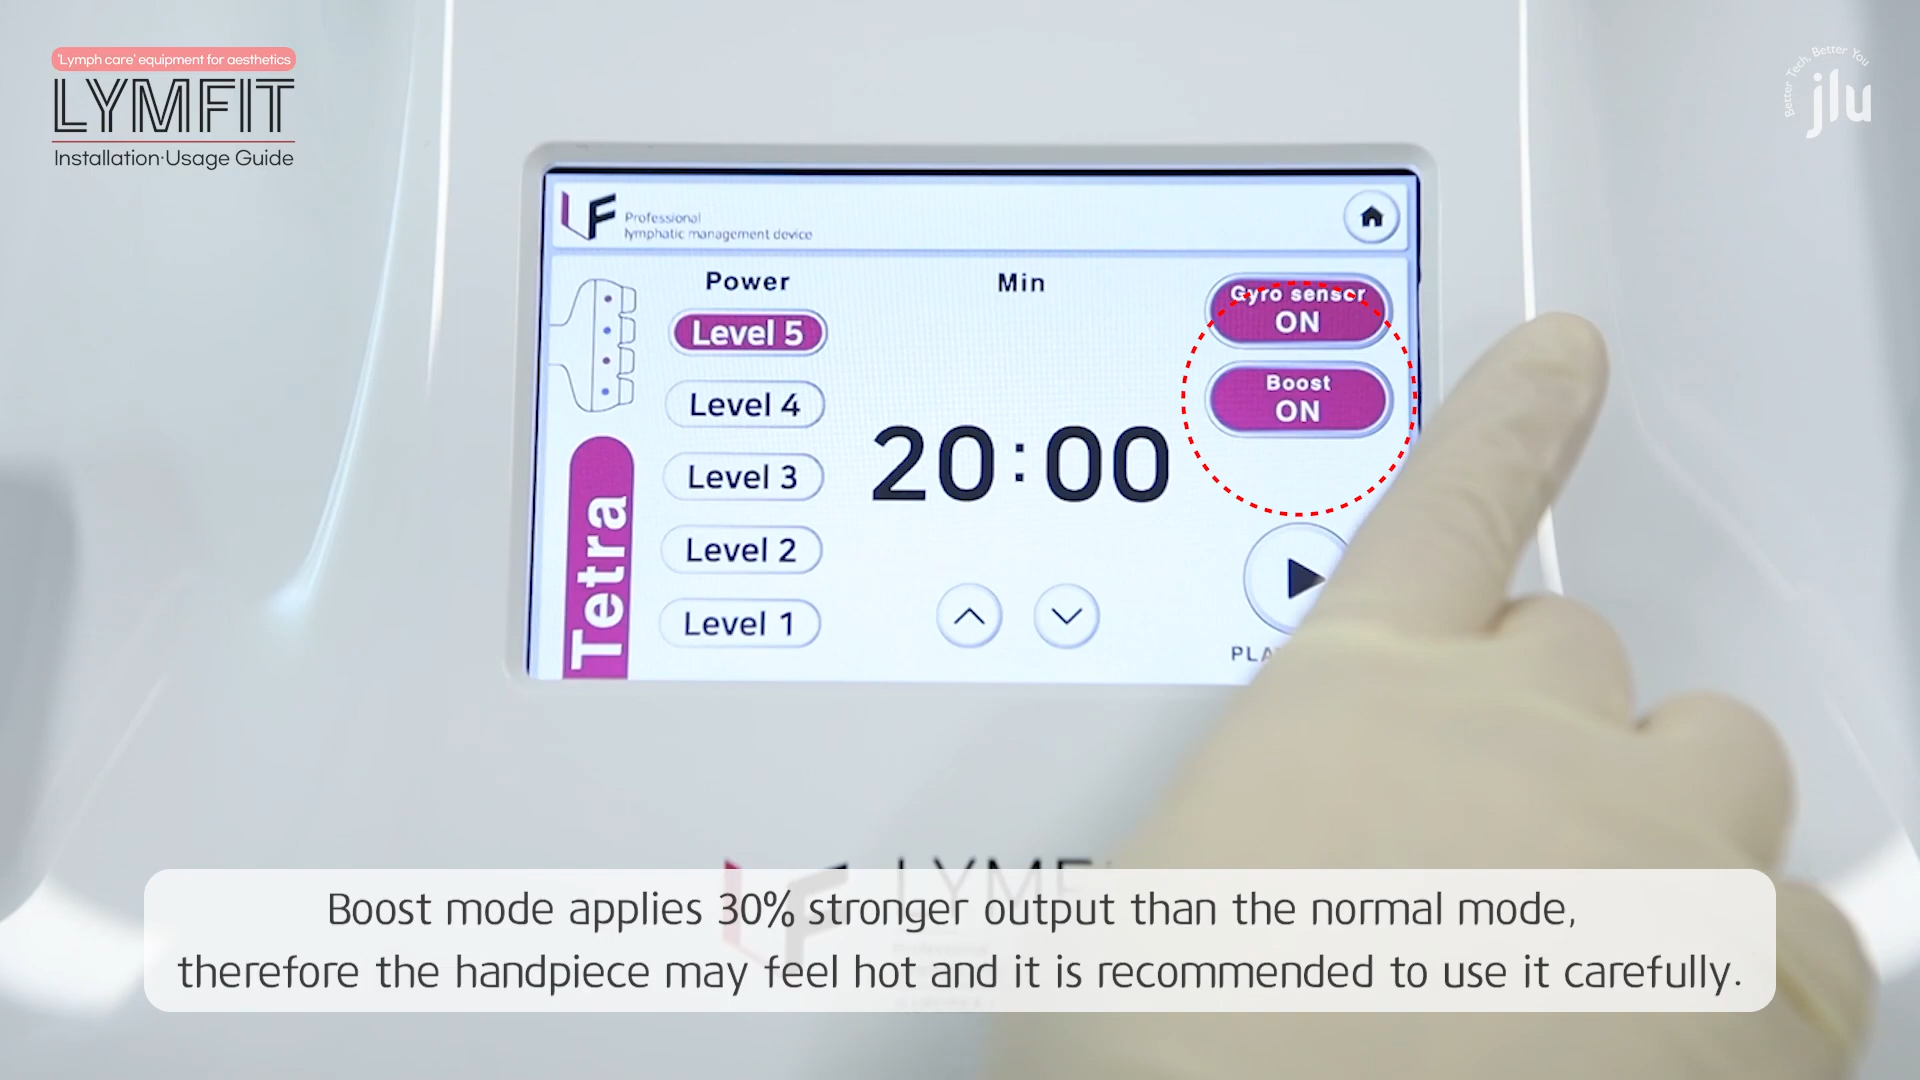 'Lymph care' equipment for aesthetics
LYMFIT
Installation·Usage Guide
Better Tech, Better You
jlu
LF
Professional
lymphatic management device
Power
Min
Gyro sensor
ON
Level 5
Boost
ON
Level 4
20:00
Level 3
Level 2
Level 1
Tetra
Boost mode applies 30% stronger output than the normal mode,
therefore the handpiece may feel hot and it is recommended to use it carefully.